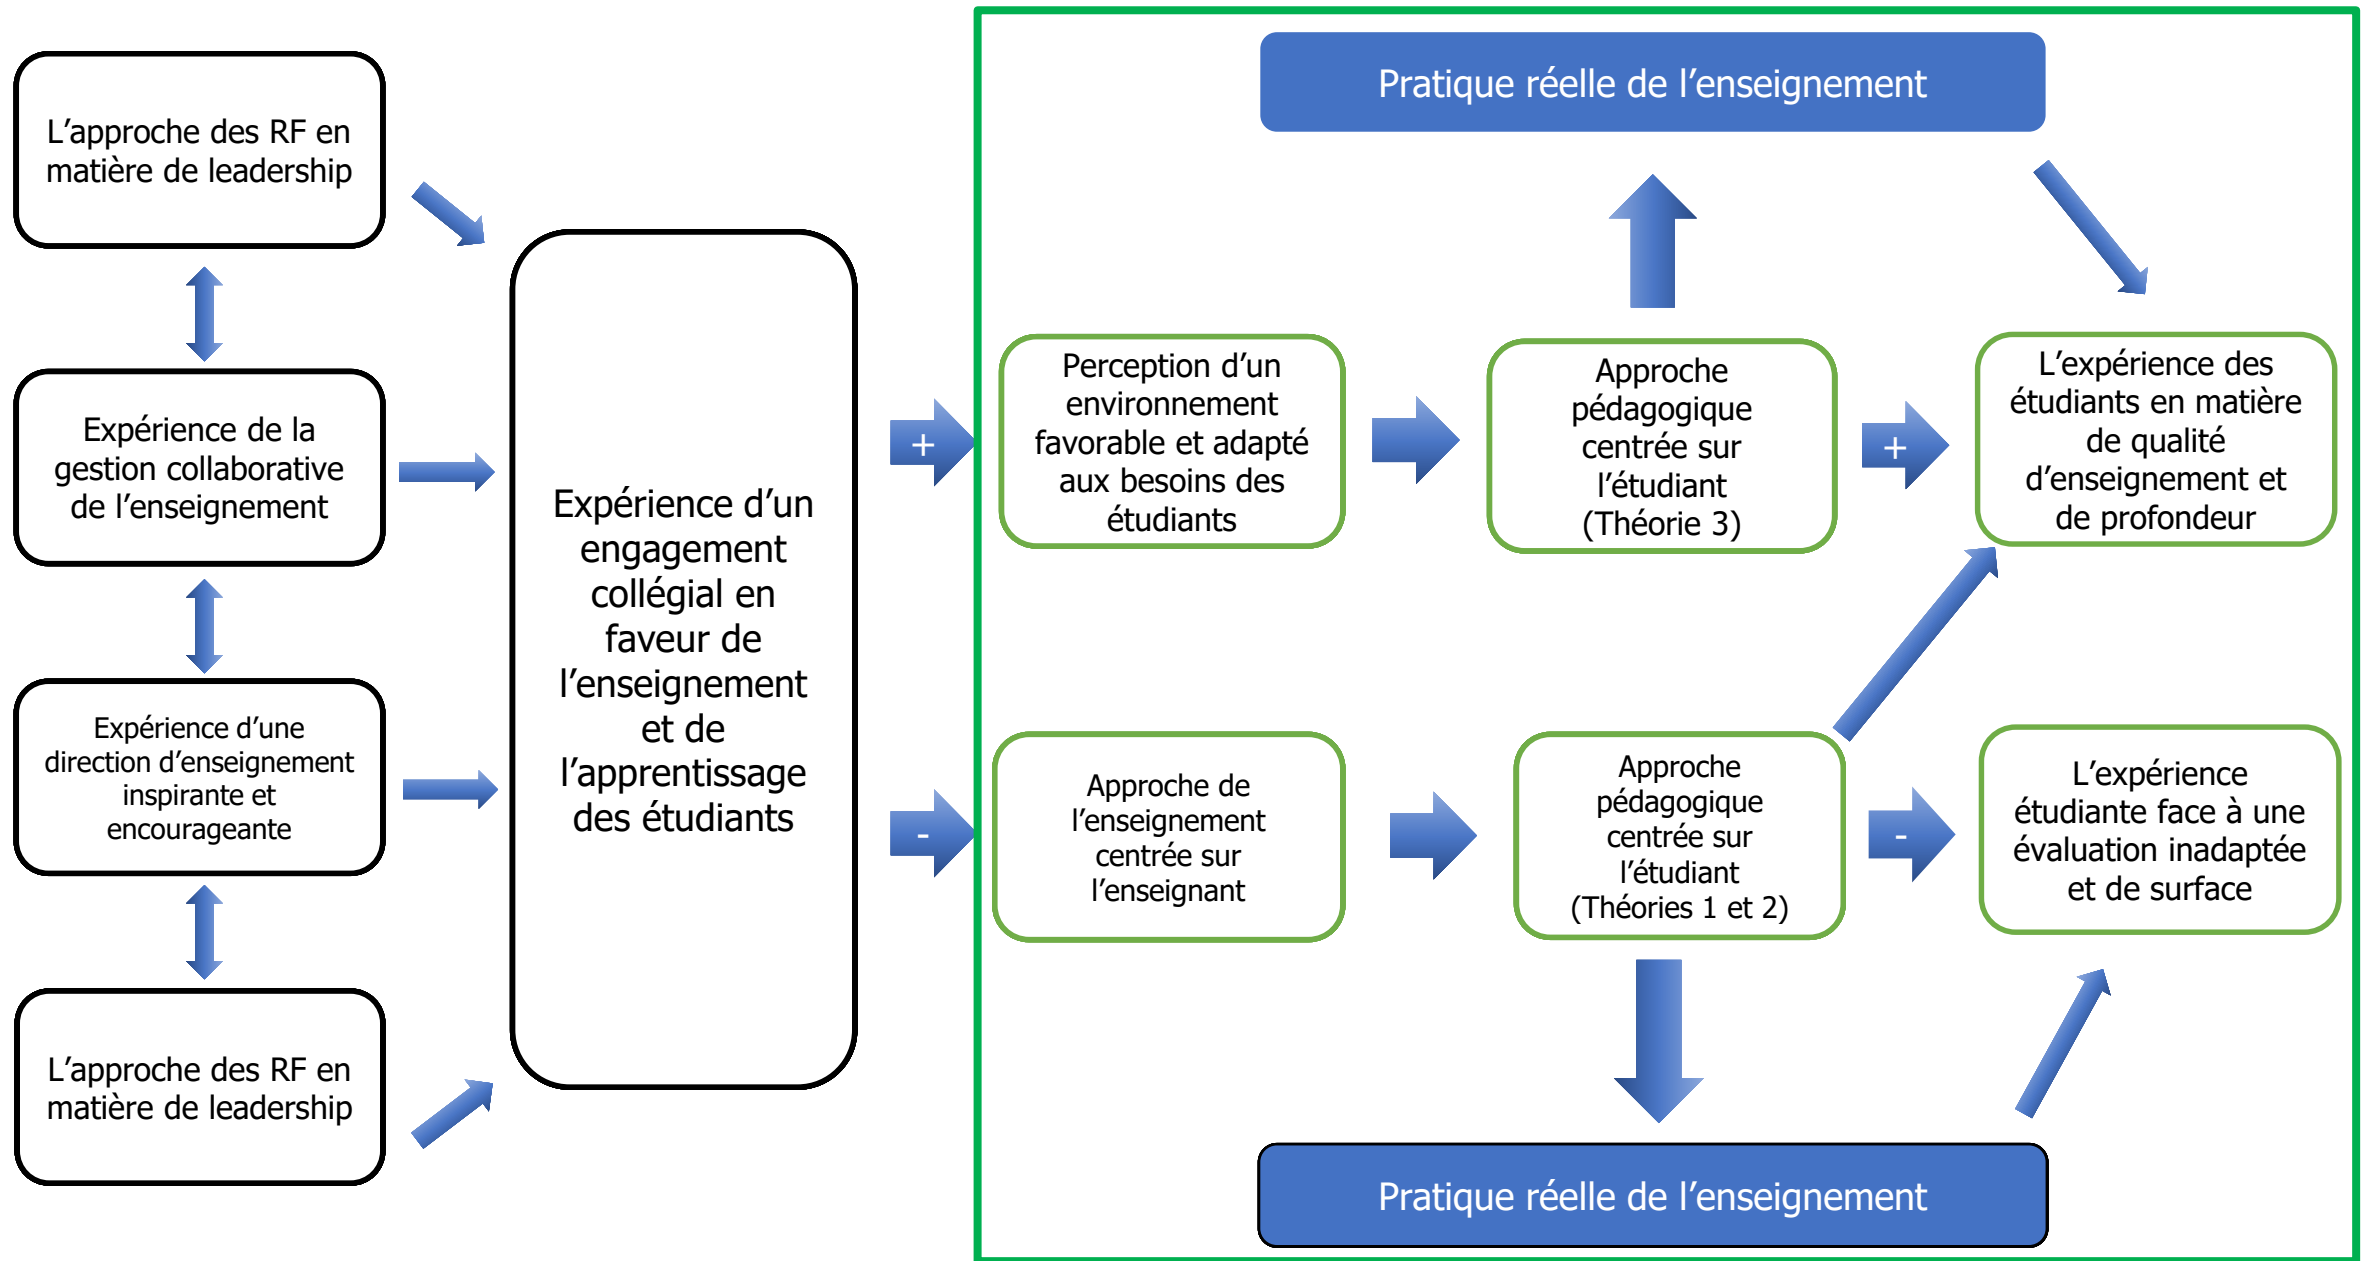 L’approche des RF en
matière de leadership
Expérience de la
gestion collaborative
de l’enseignement
Expérience d’une
direction d’enseignement
inspirante et
encourageante
L’approche des RF en
matière de leadership
Expérience d’un
engagement
collégial en
faveur de
l’enseignement
et de
l’apprentissage
des étudiants
+
-
Pratique réelle de l’enseignement
Perception d’un
environnement
favorable et adapté
aux besoins des
étudiants
Approche
pédagogique
centrée sur
l’étudiant
(Théorie 3)
+
L’expérience des
étudiants en matière
de qualité
d’enseignement et
de profondeur
Approche de
l’enseignement
centrée sur
l’enseignant
Approche
pédagogique
centrée sur
l’étudiant
(Théories 1 et 2)
-
L’expérience
étudiante face à une
évaluation inadaptée
et de surface
Pratique réelle de l’enseignement